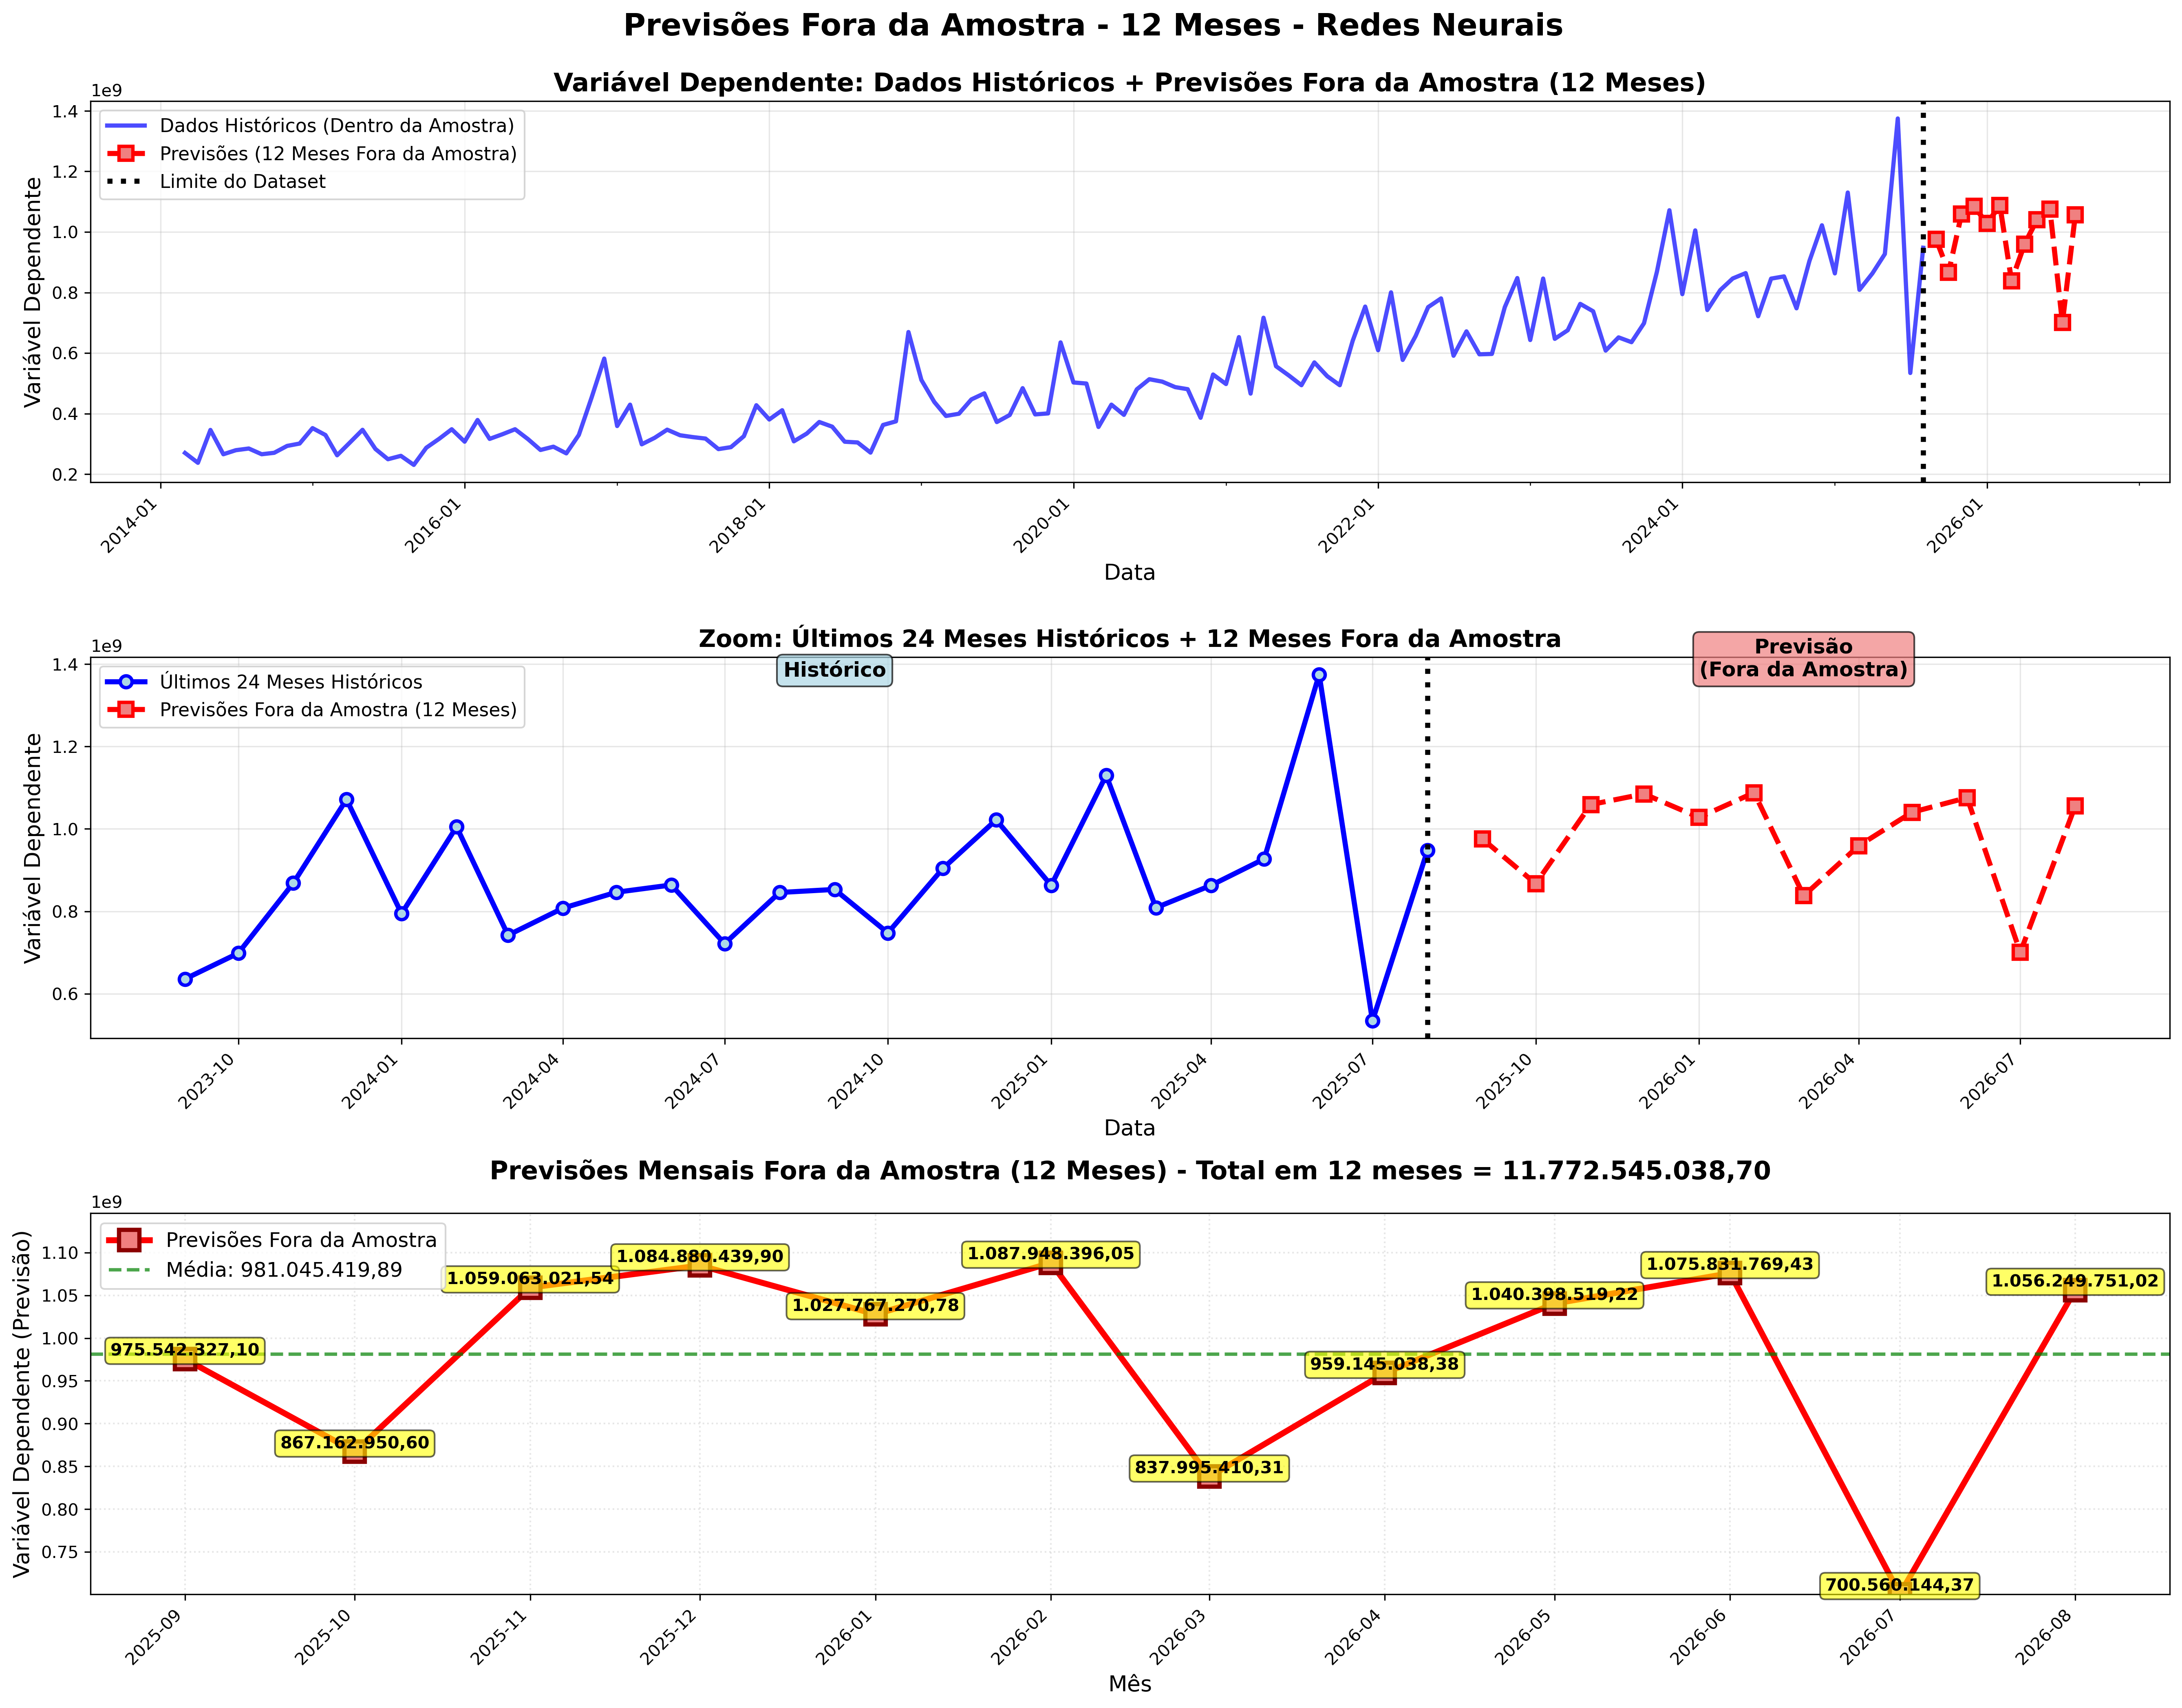 Previsões Fora da Amostra - 12 Meses - Redes Neurais
Variável Dependente: Dados Históricos + Previsões Fora da Amostra (12 Meses)
1e9
Dados Históricos (Dentro da Amostra)
Previsões (12 Meses Fora da Amostra)
Limite do Dataset
Variável Dependente
1.4
1.2
1.0
0.8
0.6
0.4
0.2
2014-01
2016-01
2018-01
2020-01
2022-01
2024-01
2026-01
Data
Zoom: Últimos 24 Meses Históricos + 12 Meses Fora da Amostra
1e9
Últimos 24 Meses Históricos
Previsões Fora da Amostra (12 Meses)
Histórico
Previsão
(Fora da Amostra)
Variável Dependente
1.4
1.2
1.0
0.8
0.6
2023-10
2024-01
2024-04
2024-07
2024-10
2025-01
2025-04
2025-07
2025-10
2026-01
2026-04
2026-07
Data
Previsões Mensais Fora da Amostra (12 Meses) - Total em 12 meses = 11.772.545.038,70
1e9
Previsões Fora da Amostra
Média: 981.045.419,89
Variável Dependente (Previsão)
1.10
1.05
1.00
0.95
0.90
0.85
0.80
0.75
975.542.327,10
867.162.950,60
1.059.063.021,54
1.084.880.439,90
1.027.767.270,78
1.087.948.396,05
837.995.410,31
959.145.038,38
1.040.398.519,22
1.075.831.769,43
700.560.144,37
1.056.249.751,02
2025-09
2025-10
2025-11
2025-12
2026-01
2026-02
2026-03
2026-04
2026-05
2026-06
2026-07
2026-08
Mês